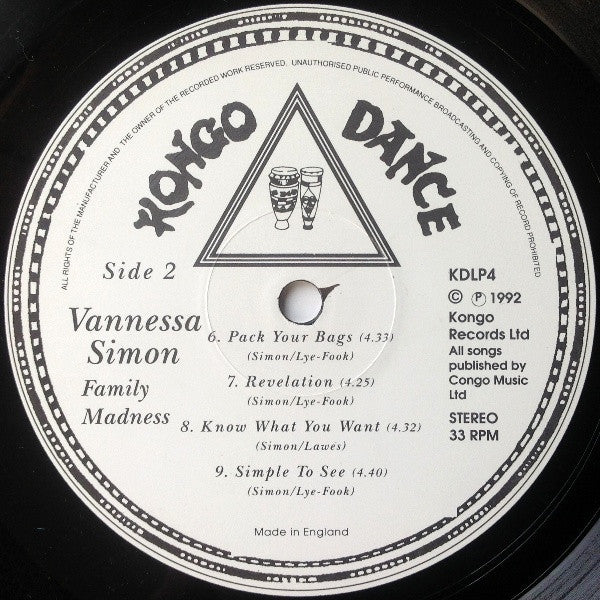 ALL RIGHTS OF THE MANUFACTURER AND THE OWNER OF THE RECORDED WORK RESERVED. UNAUTHORISED PUBLIC PERFORMANCE BROADCASTING AND COPYING OF RECORD PROHIBITED
KONGO DANCE
Side 2
Vannessa
Simon
Family
Madness
6. Pack Your Bags (4.33)
(Simon/Lye-Fook)
7. Revelation (4.25)
(Simon/Lye-Fook)
8. Know What You Want (4.32)
(Simon/Lawes)
9. Simple To See (4.40)
(Simon/Lye-Fook)
KDLP4
© ℗ 1992
Kongo
Records Ltd
All songs
published by
Congo Music
Ltd
STEREO
33 RPM
Made in England